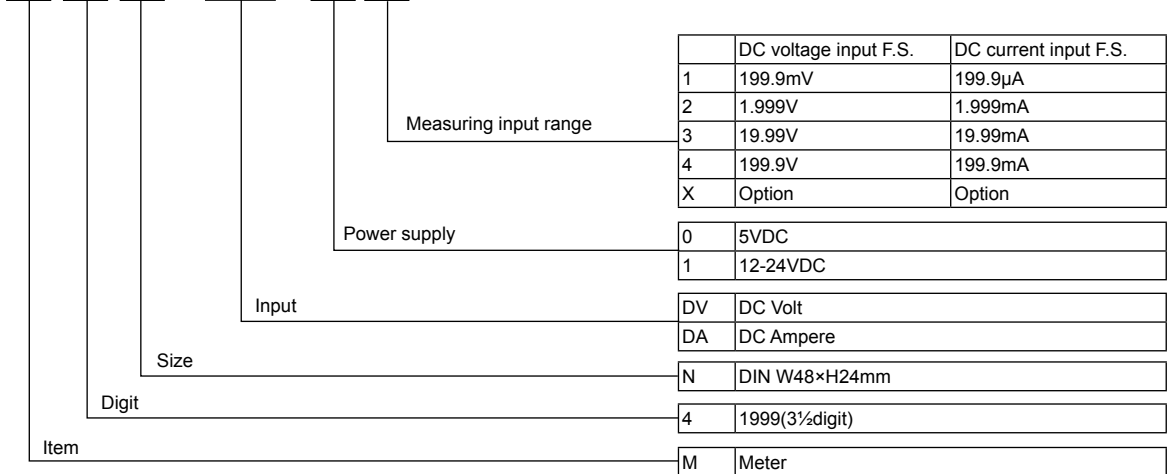 DC voltage input F.S. DC current input F.S.
1 199.9mV 199.9µA
2 1.999V 1.999mA
Measuring input range
3 19.99V 19.99mA
4 199.9V 199.9mA
X Option Option
Power supply
0 5VDC
1 12-24VDC
Input
DV DC Volt
DA DC Ampere
Size
N DIN W48×H24mm
Digit
4 1999(3½digit)
Item
M Meter